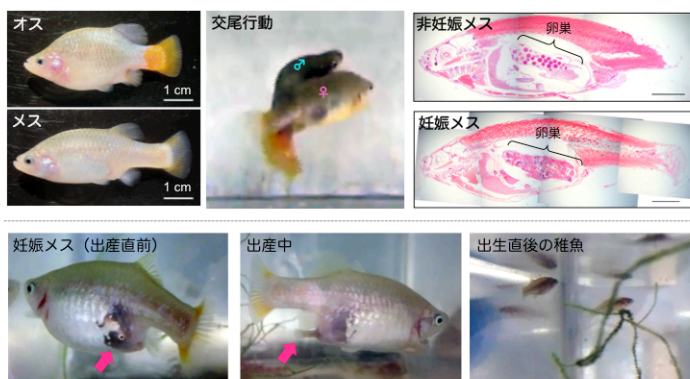 オス
1 cm
メス
1 cm
交尾行動
♂
♀
非妊娠メス
卵巣
妊娠メス
卵巣
妊娠メス（出産直前）
出産中
出生直後の稚魚